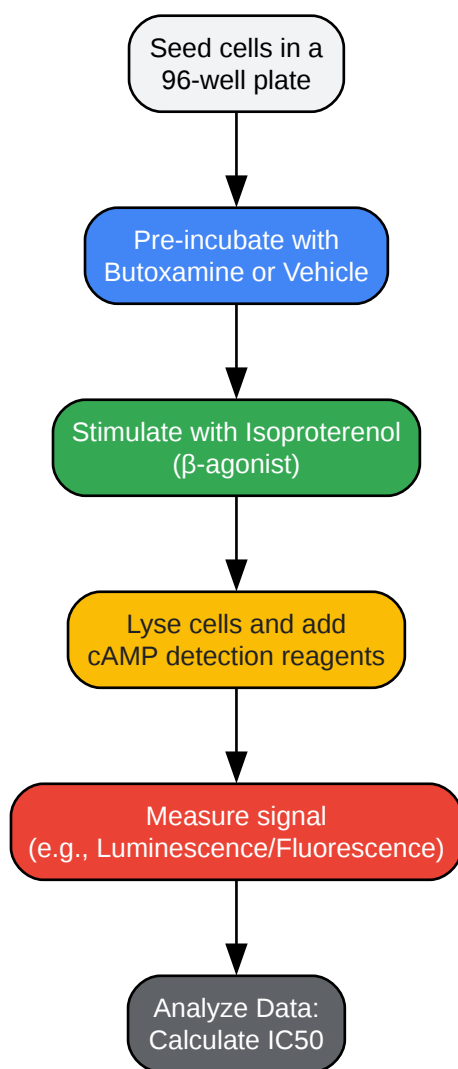 Seed cells in a
96-well plate
Pre-incubate with
Butoxamine or Vehicle
Stimulate with Isoproterenol
(β-agonist)
Lyse cells and add
cAMP detection reagents
Measure signal
(e.g., Luminescence/Fluorescence)
Analyze Data:
Calculate IC50